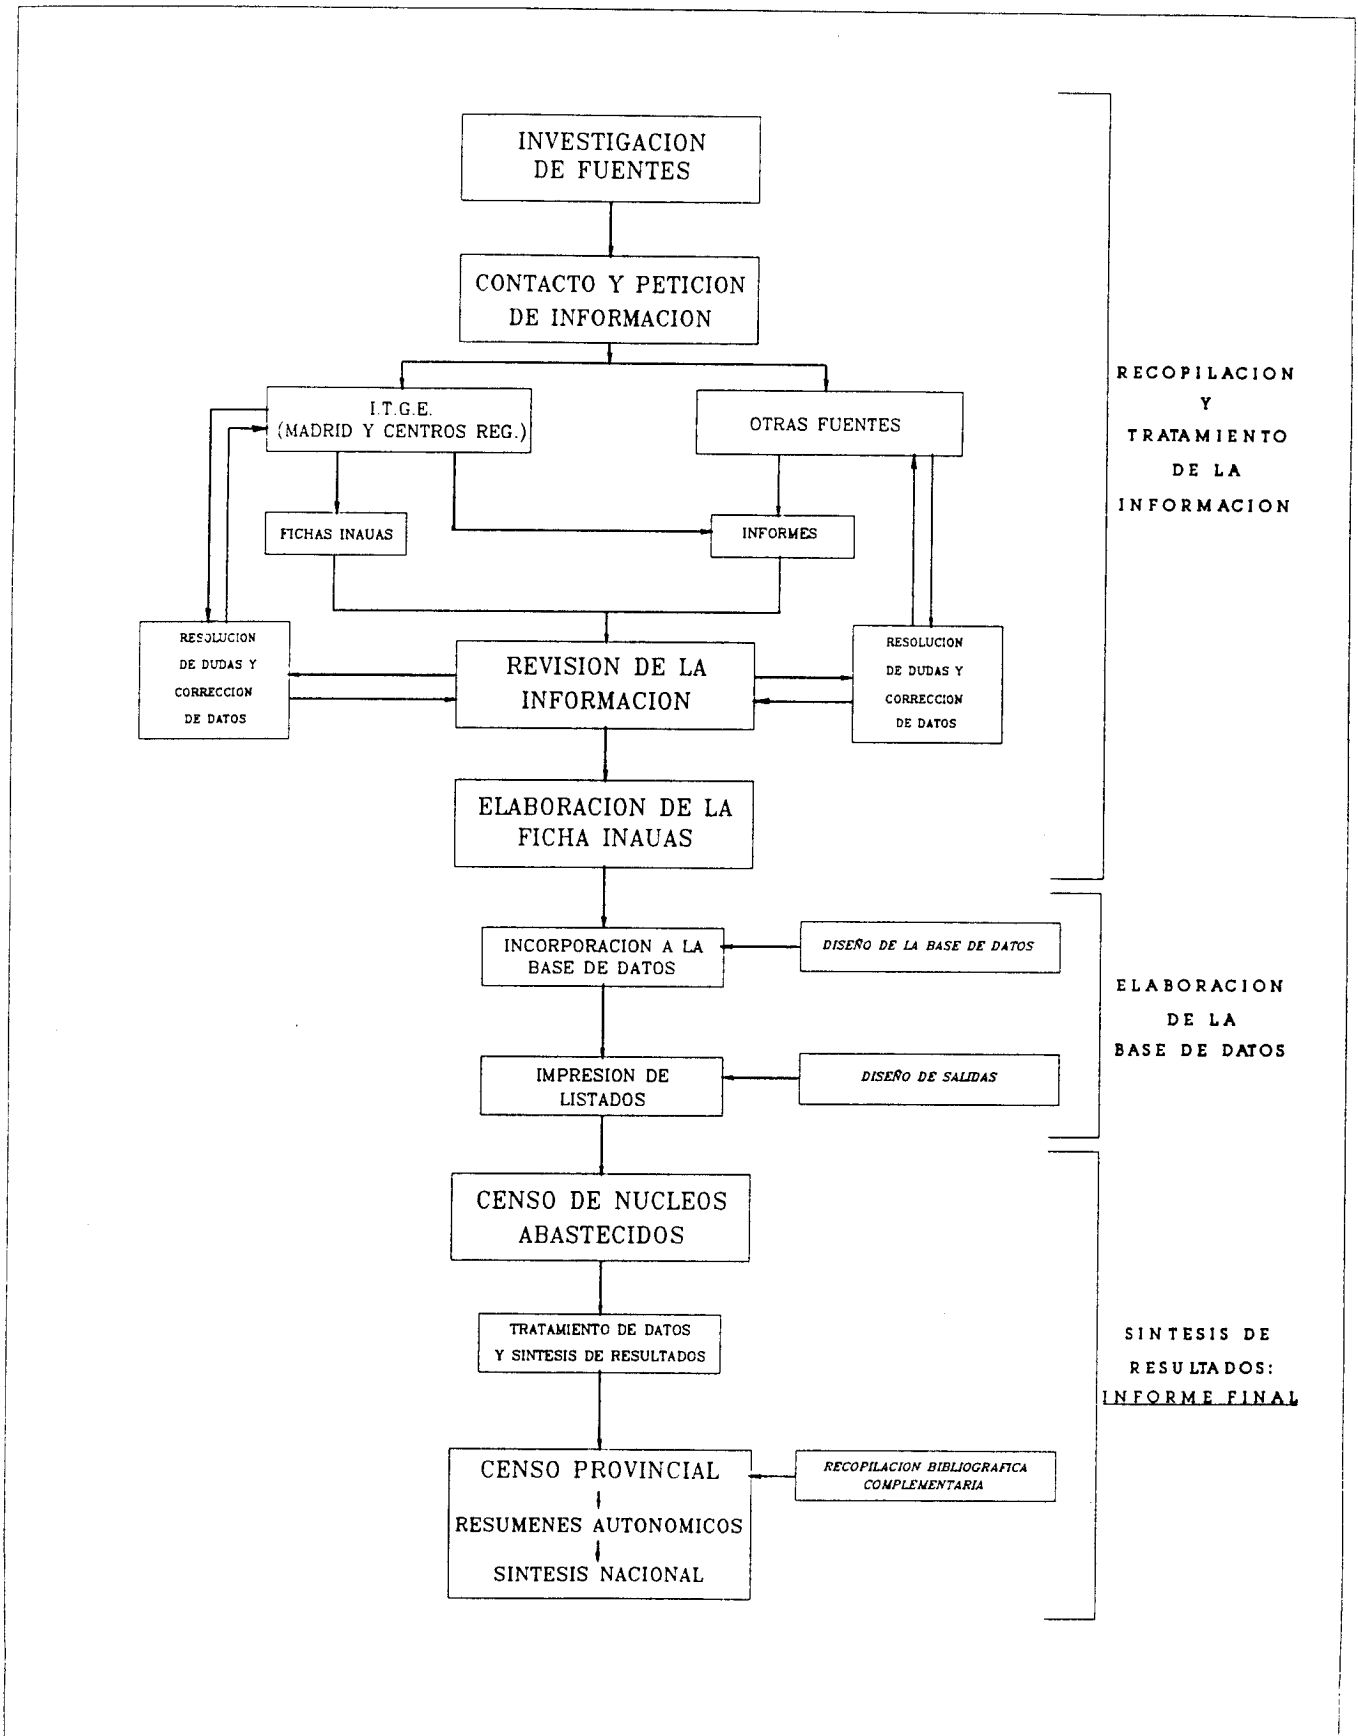 INVESTIGACION
DE FUENTES
CONTACTO Y PETICION
DE INFORMACION
I.T.G.E.
(MADRID Y CENTROS REG.)
OTRAS FUENTES
FICHAS INAUAS
INFORMES
RESOLUCION
DE DUDAS Y
CORRECCION
DE DATOS
REVISION DE LA
INFORMACION
RESOLUCION
DE DUDAS Y
CORRECCION
DE DATOS
ELABORACION DE LA
FICHA INAUAS
RECOPILACION
Y
TRATAMIENTO
DE LA
INFORMACION
INCORPORACION A LA
BASE DE DATOS
DISEÑO DE LA BASE DE DATOS
IMPRESION DE
LISTADOS
DISEÑO DE SALIDAS
ELABORACION
DE LA
BASE DE DATOS
CENSO DE NUCLEOS
ABASTECIDOS
TRATAMIENTO DE DATOS
Y SINTESIS DE RESULTADOS
CENSO PROVINCIAL
RESUMENES AUTONOMICOS
SINTESIS NACIONAL
RECOPILACION BIBLIOGRAFICA
COMPLEMENTARIA
SINTESIS DE
RESULTADOS:
INFORME FINAL